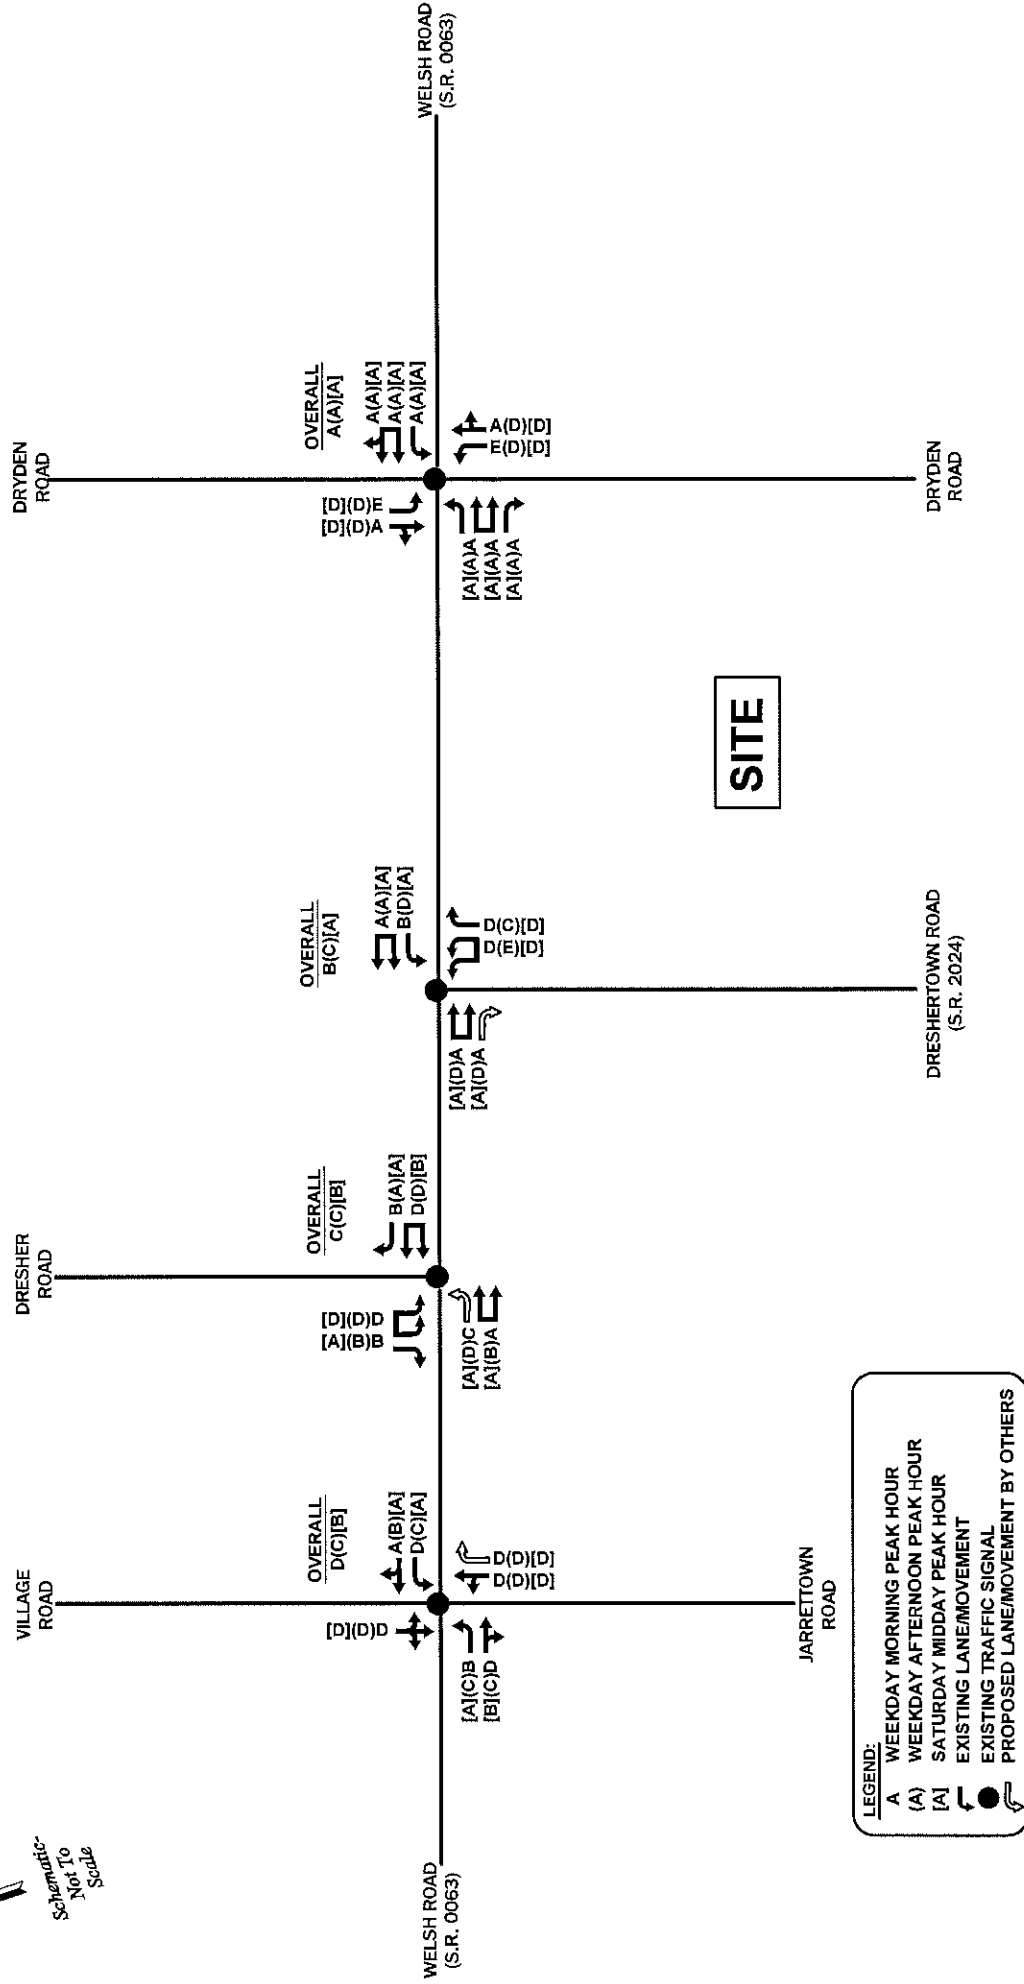 Schematic-
Not To
Scale
VILLAGE
ROAD
DRESHER
ROAD
DRYDEN
ROAD
OVERALL
D(C)[B]
A(B)[A]
D(C)[A]
[D](D)D
[A](C)B
[B](C)D
D(D)[D]
D(D)[D]
JARRETTOWN
ROAD
WELSH ROAD
(S.R. 0063)
OVERALL
C(C)[B]
B(A)[A]
D(D)[B]
[D](D)D
[A](B)B
[A](D)C
[A](B)A
OVERALL
B(C)[A]
A(A)[A]
B(D)[A]
[A](D)A
[A](D)A
D(C)[D]
D(E)[D]
DRESHERTOWN ROAD
(S.R. 2024)
OVERALL
A(A)[A]
A(A)[A]
A(A)[A]
A(A)[A]
[D](D)E
[D](D)A
[A](A)A
[A](A)A
[A](A)A
A(D)[D]
E(D)[D]
DRYDEN
ROAD
WELSH ROAD
(S.R. 0063)
SITE
LEGEND:
A WEEKDAY MORNING PEAK HOUR
(A) WEEKDAY AFTERNOON PEAK HOUR
[A] SATURDAY MIDDAY PEAK HOUR
EXISTING LANE/MOVEMENT
EXISTING TRAFFIC SIGNAL
PROPOSED LANE/MOVEMENT BY OTHERS